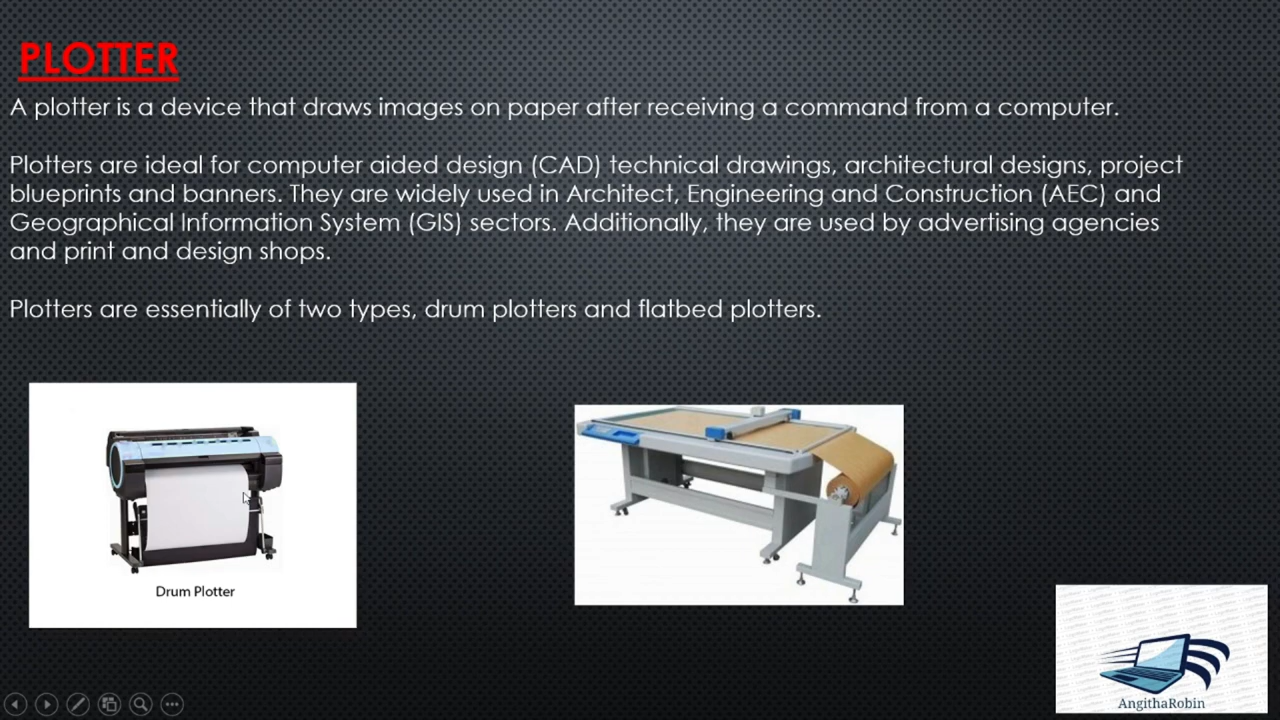 PLOTTER
A plotter is a device that draws images on paper after receiving a command from a computer.
Plotters are ideal for computer aided design (CAD) technical drawings, architectural designs, project
blueprints and banners. They are widely used in Architect, Engineering and Construction (AEC) and
Geographical Information System (GIS) sectors. Additionally, they are used by advertising agencies
and print and design shops.
Plotters are essentially of two types, drum plotters and flatbed plotters.
Drum Plotter
AngithaRobin